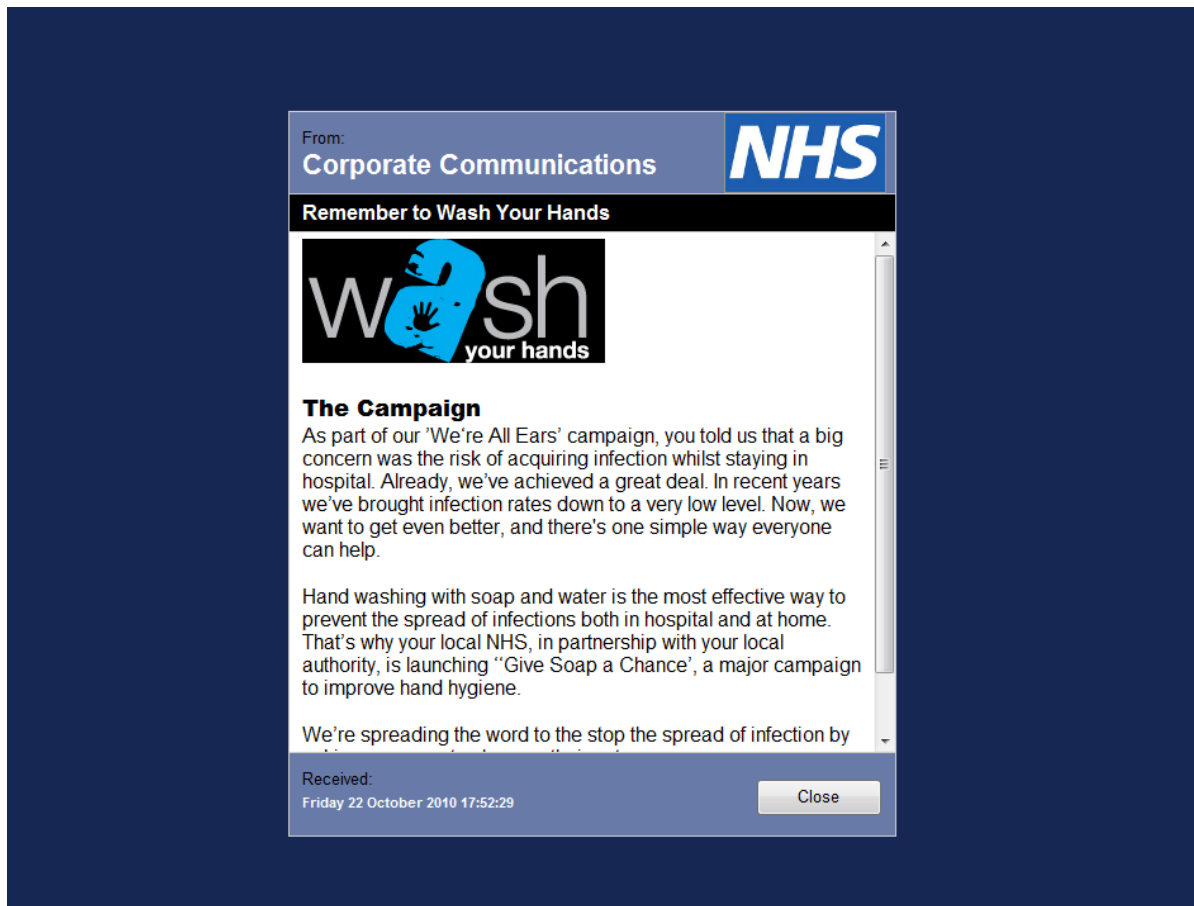 From:
Corporate Communications
NHS
Remember to Wash Your Hands
wash
your hands
The Campaign
As part of our ’We‘re All Ears’ campaign, you told us that a big
concern was the risk of acquiring infection whilst staying in
hospital. Already, we’ve achieved a great deal. In recent years
we’ve brought infection rates down to a very low level. Now, we
want to get even better, and there's one simple way everyone
can help.
Hand washing with soap and water is the most effective way to
prevent the spread of infections both in hospital and at home.
That’s why your local NHS, in partnership with your local
authority, is launching ‘‘Give Soap a Chance’, a major campaign
to improve hand hygiene.
We’re spreading the word to the stop the spread of infection by
Received:
Friday 22 October 2010 17:52:29
Close